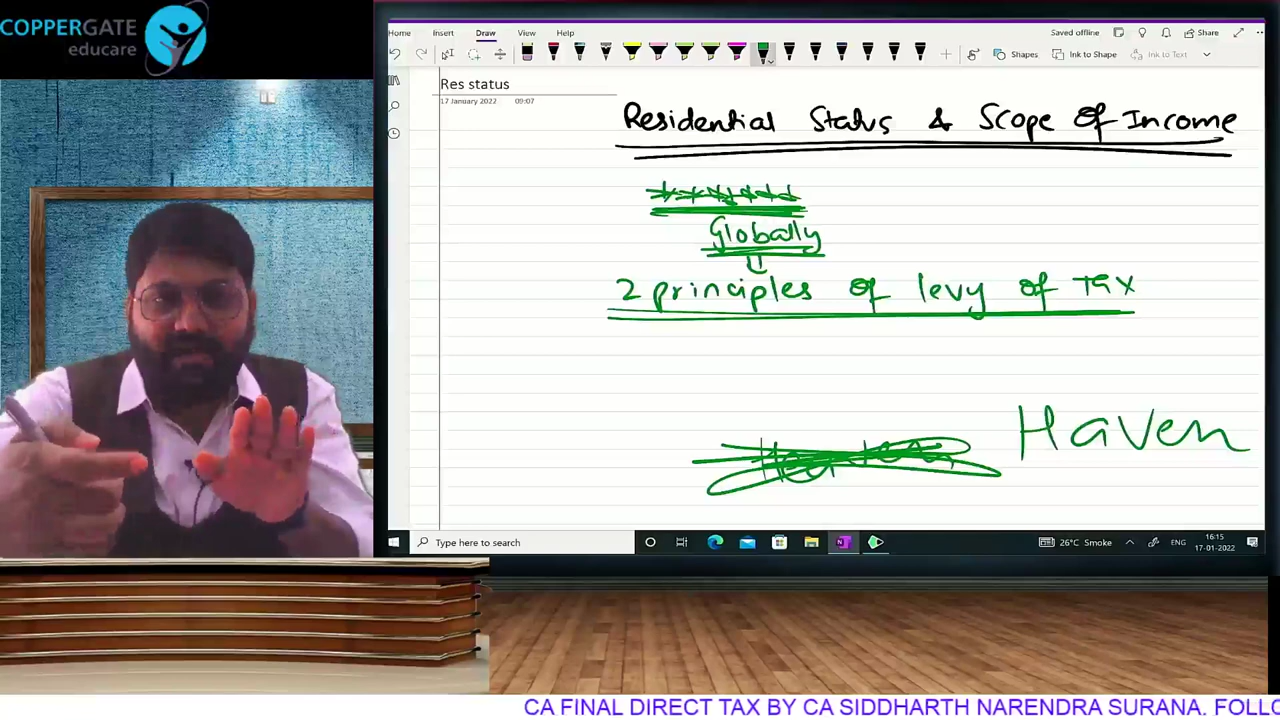 COPPERGATE
educare
Home Insert Draw View Help
Saved offline
Share
Shapes
Ink to Shape
Ink to Text
Res status
17 January 2022 09:07
Residential Status & Scope Of Income
Globally
2 principles of levy of Tax
Haven
Type here to search
26°C Smoke
ENG
16:15
17-01-2022
CA FINAL DIRECT TAX BY CA SIDDHARTH NARENDRA SURANA. FOLLO